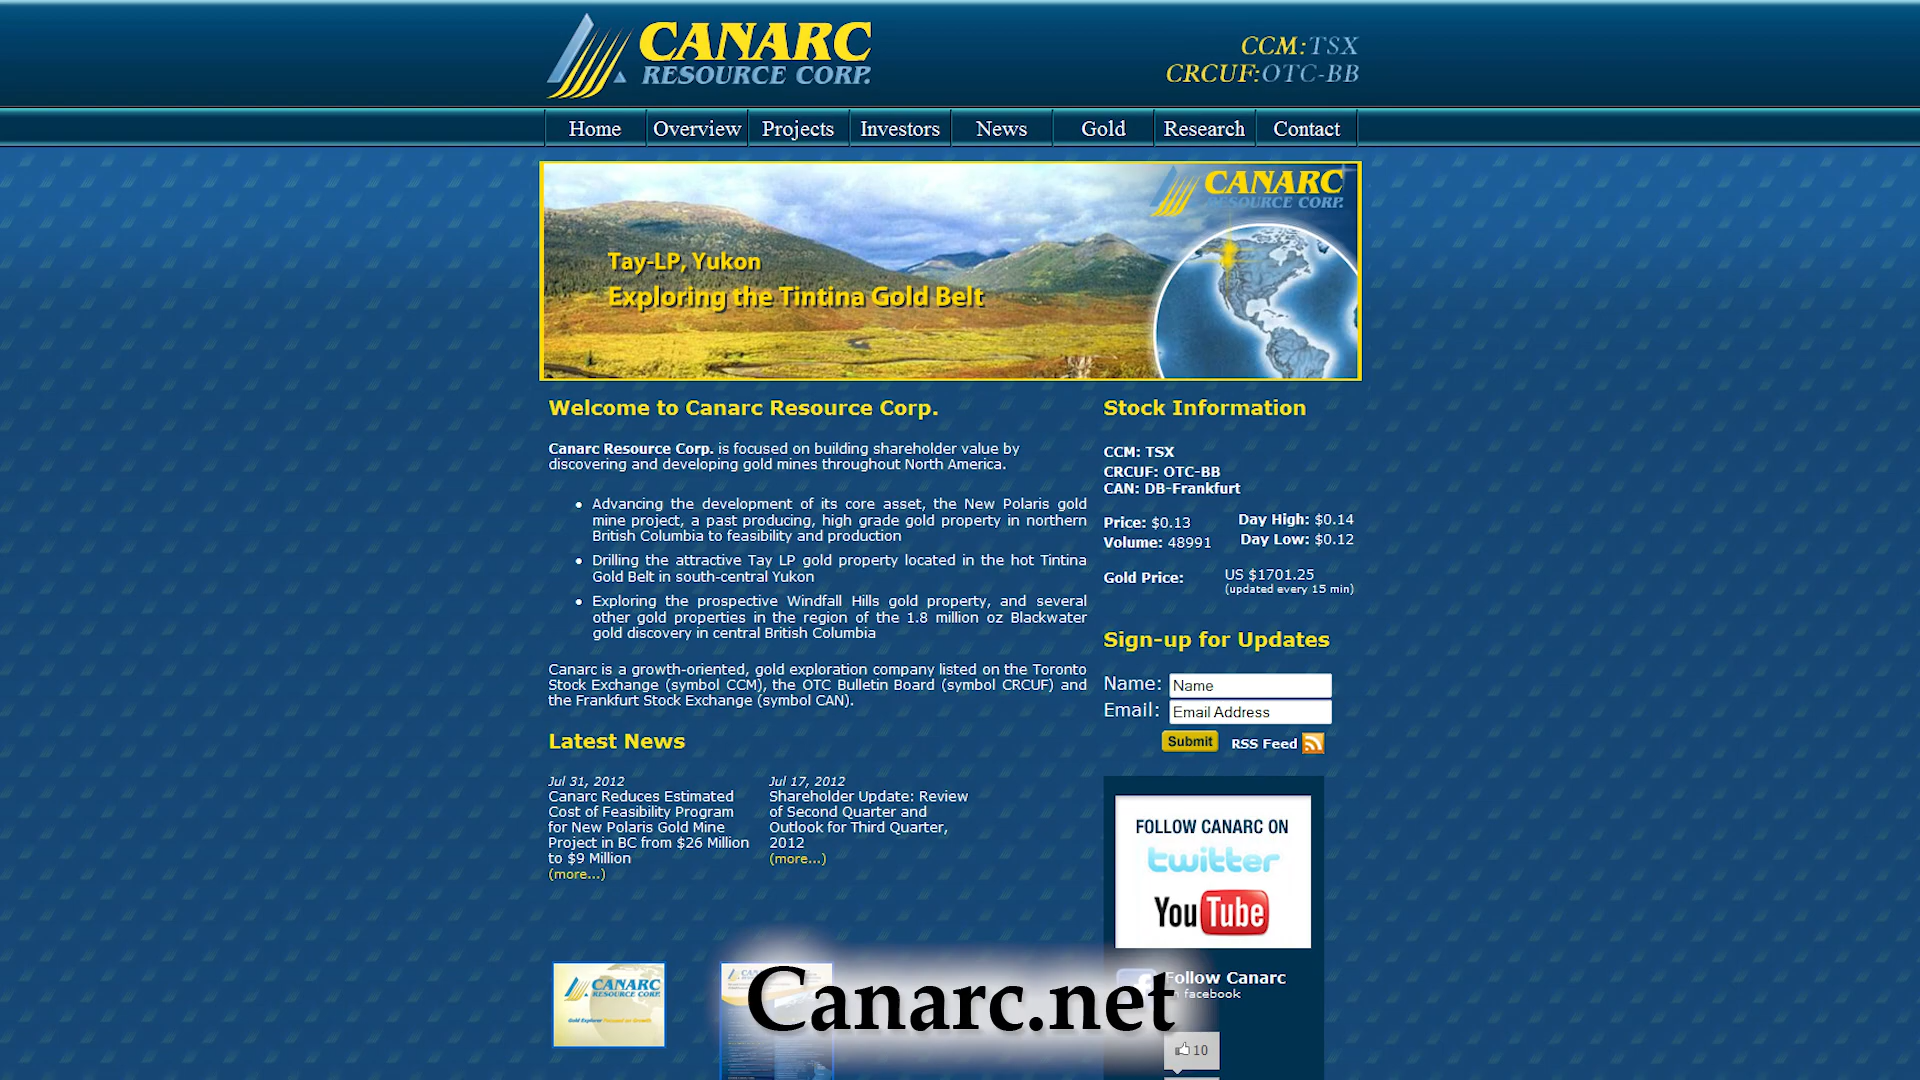 CANARC
RESOURCE CORP.
CCM:TSX
CRCUF:OTC-BB
Home
Overview
Projects
Investors
News
Gold
Research
Contact
CANARC
RESOURCE CORP.
Tay-LP, Yukon
Exploring the Tintina Gold Belt
Welcome to Canarc Resource Corp.
Canarc Resource Corp. is focused on building shareholder value by
discovering and developing gold mines throughout North America.
• Advancing the development of its core asset, the New Polaris gold
mine project, a past producing, high grade gold property in northern
British Columbia to feasibility and production
• Drilling the attractive Tay LP gold property located in the hot Tintina
Gold Belt in south-central Yukon
• Exploring the prospective Windfall Hills gold property, and several
other gold properties in the region of the 1.8 million oz Blackwater
gold discovery in central British Columbia
Canarc is a growth-oriented, gold exploration company listed on the Toronto
Stock Exchange (symbol CCM), the OTC Bulletin Board (symbol CRCUF) and
the Frankfurt Stock Exchange (symbol CAN).
Latest News
Jul 31, 2012
Canarc Reduces Estimated
Cost of Feasibility Program
for New Polaris Gold Mine
Project in BC from $26 Million
to $9 Million
(more...)
Jul 17, 2012
Shareholder Update: Review
of Second Quarter and
Outlook for Third Quarter,
2012
(more...)
Stock Information
CCM: TSX
CRCUF: OTC-BB
CAN: DB-Frankfurt
Price: $0.13
Day High: $0.14
Volume: 48991
Day Low: $0.12
Gold Price:
US $1701.25
(updated every 15 min)
Sign-up for Updates
Name: Name
Email: Email Address
Submit
RSS Feed
FOLLOW CANARC ON
twitter
YouTube
Follow Canarc
facebook
10
CANARC
RESOURCE CORP.
Gold Explorer Focused on Growth
Canarc.net